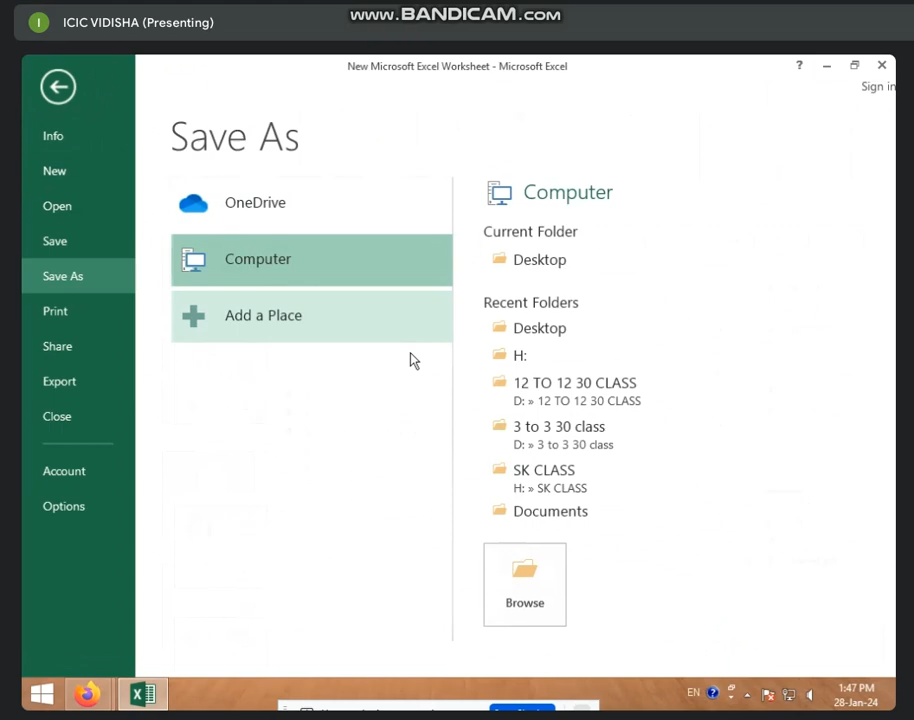 www.BANDICAM.com
I
ICIC VIDISHA (Presenting)
New Microsoft Excel Worksheet - Microsoft Excel
?
Sign in
Info
New
Open
Save
Save As
Print
Share
Export
Close
Account
Options
Save As
OneDrive
Computer
Add a Place
Computer
Current Folder
Desktop
Recent Folders
Desktop
H:
12 TO 12 30 CLASS
D: » 12 TO 12 30 CLASS
3 to 3 30 class
D: » 3 to 3 30 class
SK CLASS
H: » SK CLASS
Documents
Browse
EN
1:47 PM
28-Jan-24